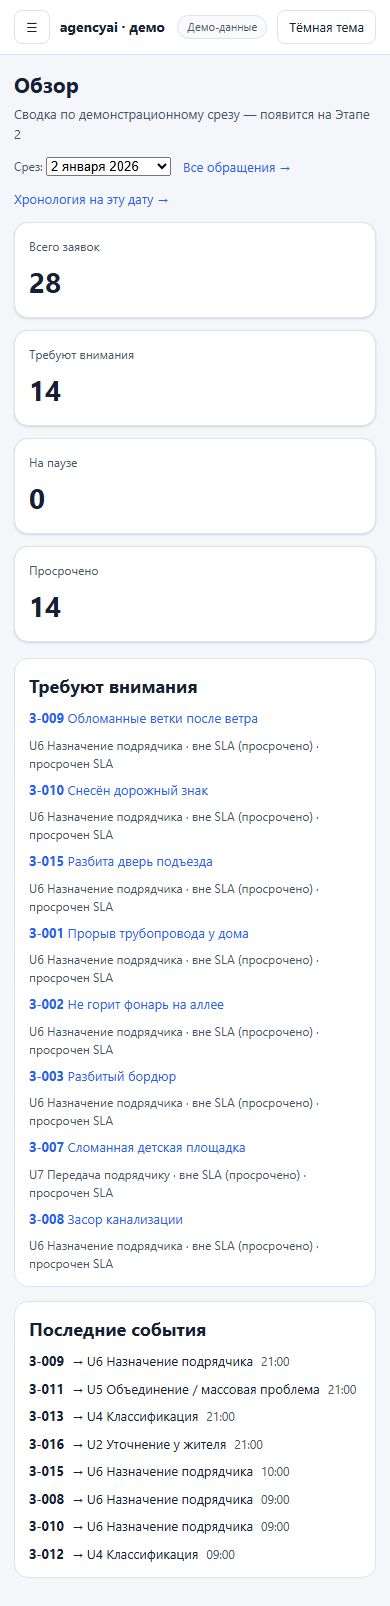 ☰ agencyai · демо Демо-данные Тёмная тема
Обзор
Сводка по демонстрационному срезу — появится на Этапе
2
Срез: 2 января 2026 Все обращения →
Хронология на эту дату →
Всего заявок
28
Требуют внимания
14
На паузе
0
Просрочено
14
Требуют внимания
З-009 Обломанные ветки после ветра
U6 Назначение подрядчика · вне SLA (просрочено) ·
просрочен SLA
З-010 Снесён дорожный знак
U6 Назначение подрядчика · вне SLA (просрочено) ·
просрочен SLA
З-015 Разбита дверь подъезда
U6 Назначение подрядчика · вне SLA (просрочено) ·
просрочен SLA
З-001 Прорыв трубопровода у дома
U6 Назначение подрядчика · вне SLA (просрочено) ·
просрочен SLA
З-002 Не горит фонарь на аллее
U6 Назначение подрядчика · вне SLA (просрочено) ·
просрочен SLA
З-003 Разбитый бордюр
U6 Назначение подрядчика · вне SLA (просрочено) ·
просрочен SLA
З-007 Сломанная детская площадка
U7 Передача подрядчику · вне SLA (просрочено) ·
просрочен SLA
З-008 Засор канализации
U6 Назначение подрядчика · вне SLA (просрочено) ·
просрочен SLA
Последние события
З-009 → U6 Назначение подрядчика 21:00
З-011 → U5 Объединение / массовая проблема 21:00
З-013 → U4 Классификация 21:00
З-016 → U2 Уточнение у жителя 21:00
З-015 → U6 Назначение подрядчика 10:00
З-008 → U6 Назначение подрядчика 09:00
З-010 → U6 Назначение подрядчика 09:00
З-012 → U4 Классификация 09:00